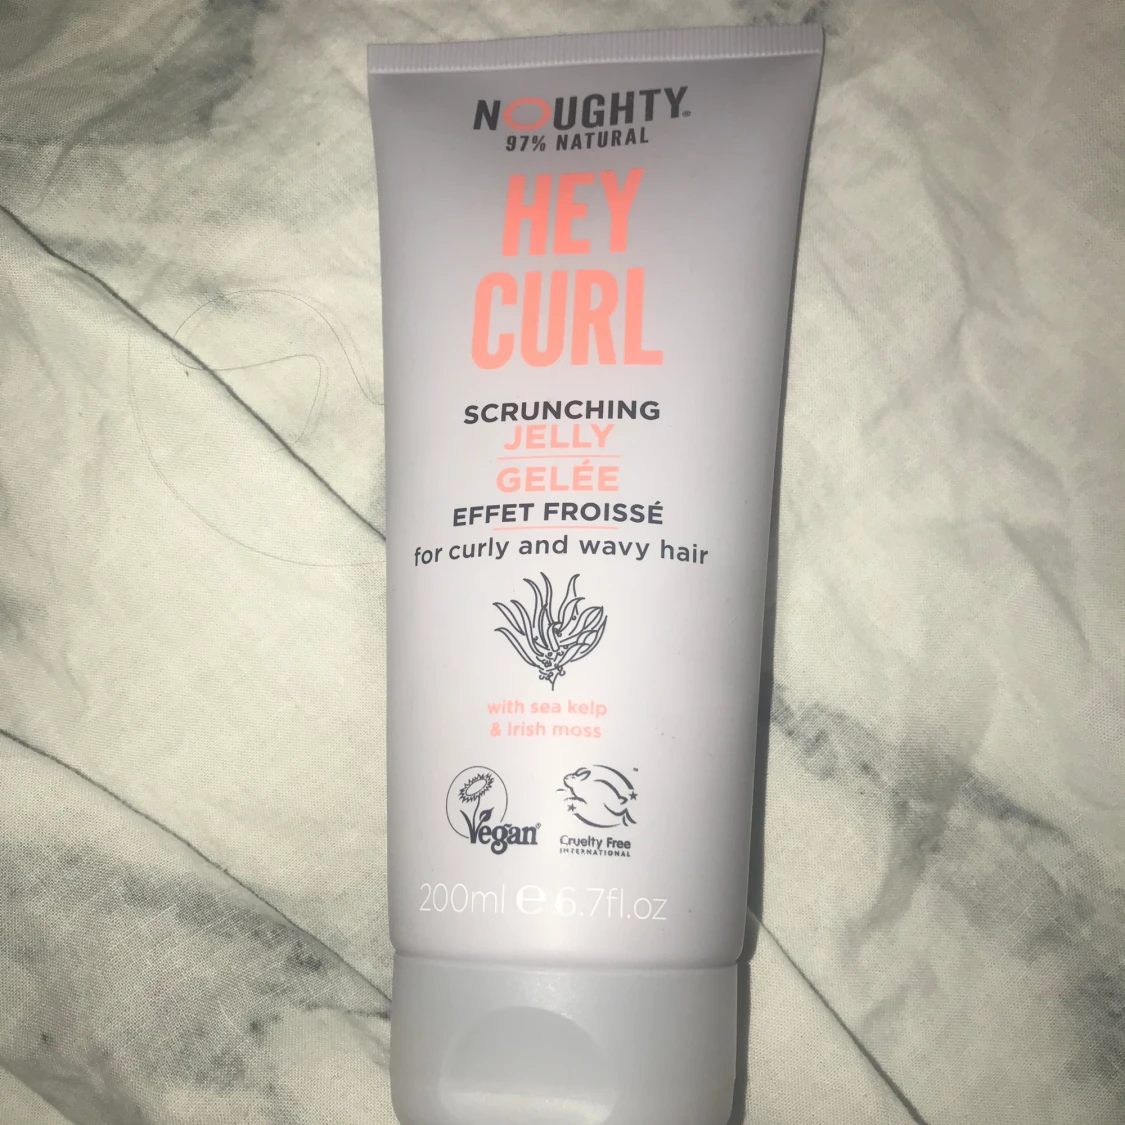 NOUGHTY®
97% NATURAL
HEY
CURL
SCRUNCHING
JELLY
GELÉE
EFFET FROISSÉ
for curly and wavy hair
with sea kelp
& Irish moss
Vegan®
™
Cruelty Free
INTERNATIONAL
200ml ℮ 6.7fl.oz